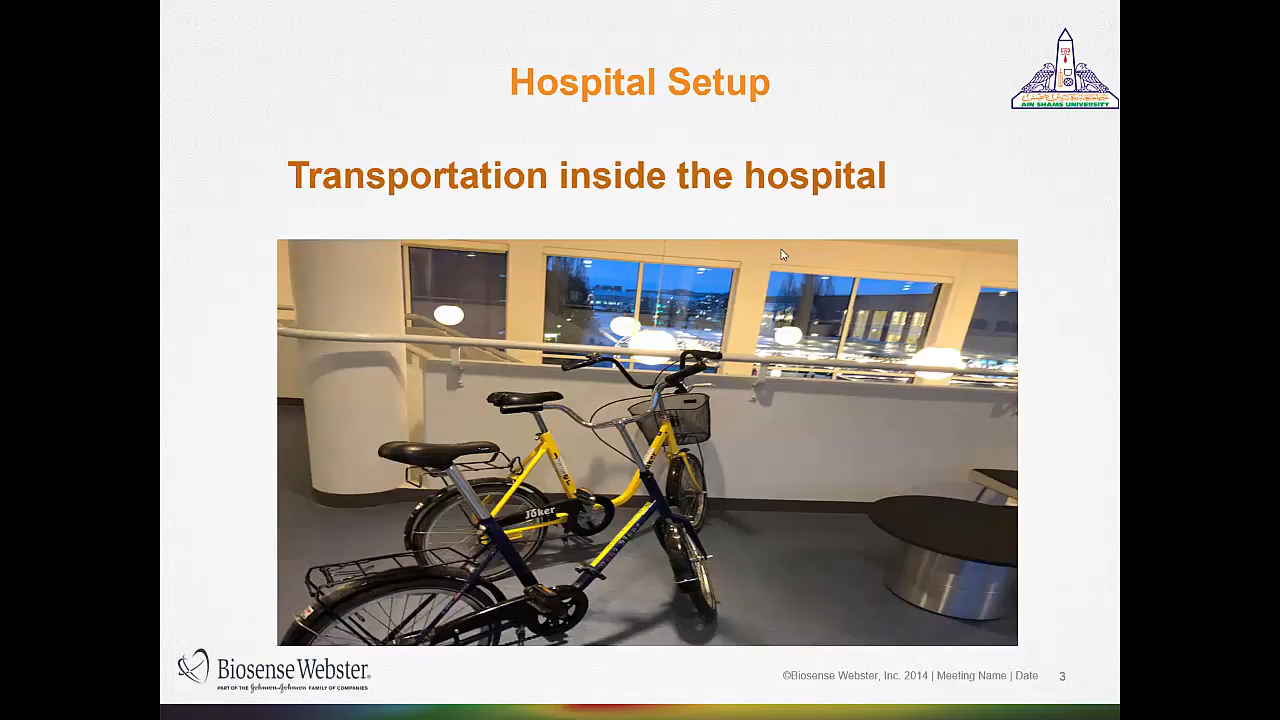 Hospital Setup
AIN SHAMS UNIVERSITY
Transportation inside the hospital
Joker
Biosense Webster®
PART OF THE Johnson & Johnson FAMILY OF COMPANIES
©Biosense Webster, Inc. 2014 | Meeting Name | Date
3